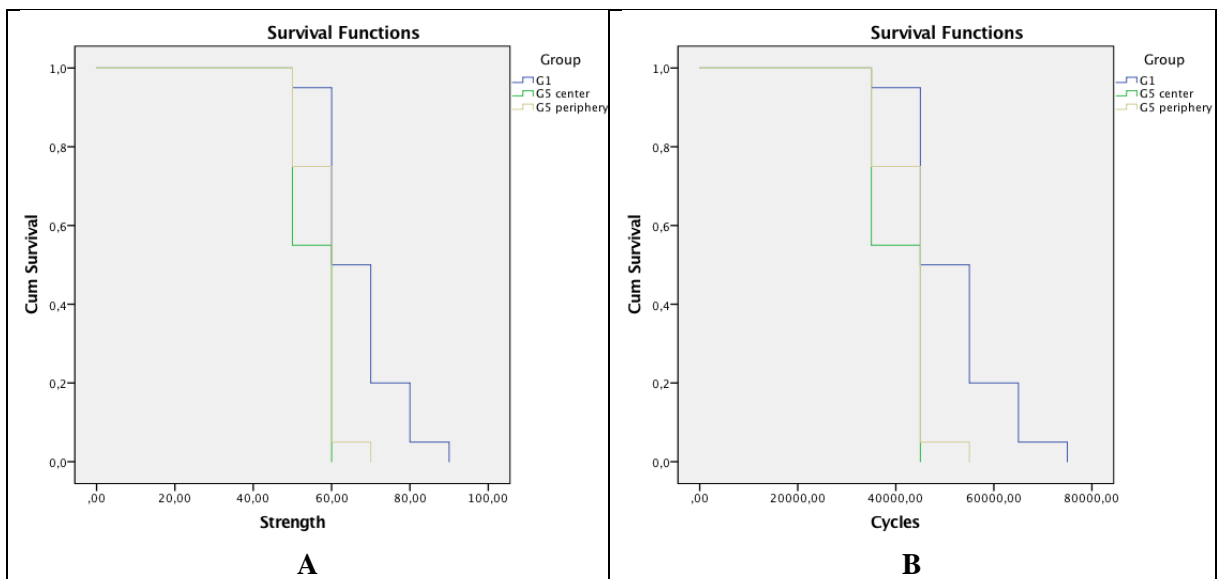 Survival Functions
Group
G1
G5 center
G5 periphery
1,0
0,8
0,6
0,4
0,2
0,0
Cum Survival
,00 20,00 40,00 60,00 80,00 100,00
Strength
A
Survival Functions
Group
G1
G5 center
G5 periphery
1,0
0,8
0,6
0,4
0,2
0,0
Cum Survival
,00 20000,00 40000,00 60000,00 80000,00
Cycles
B